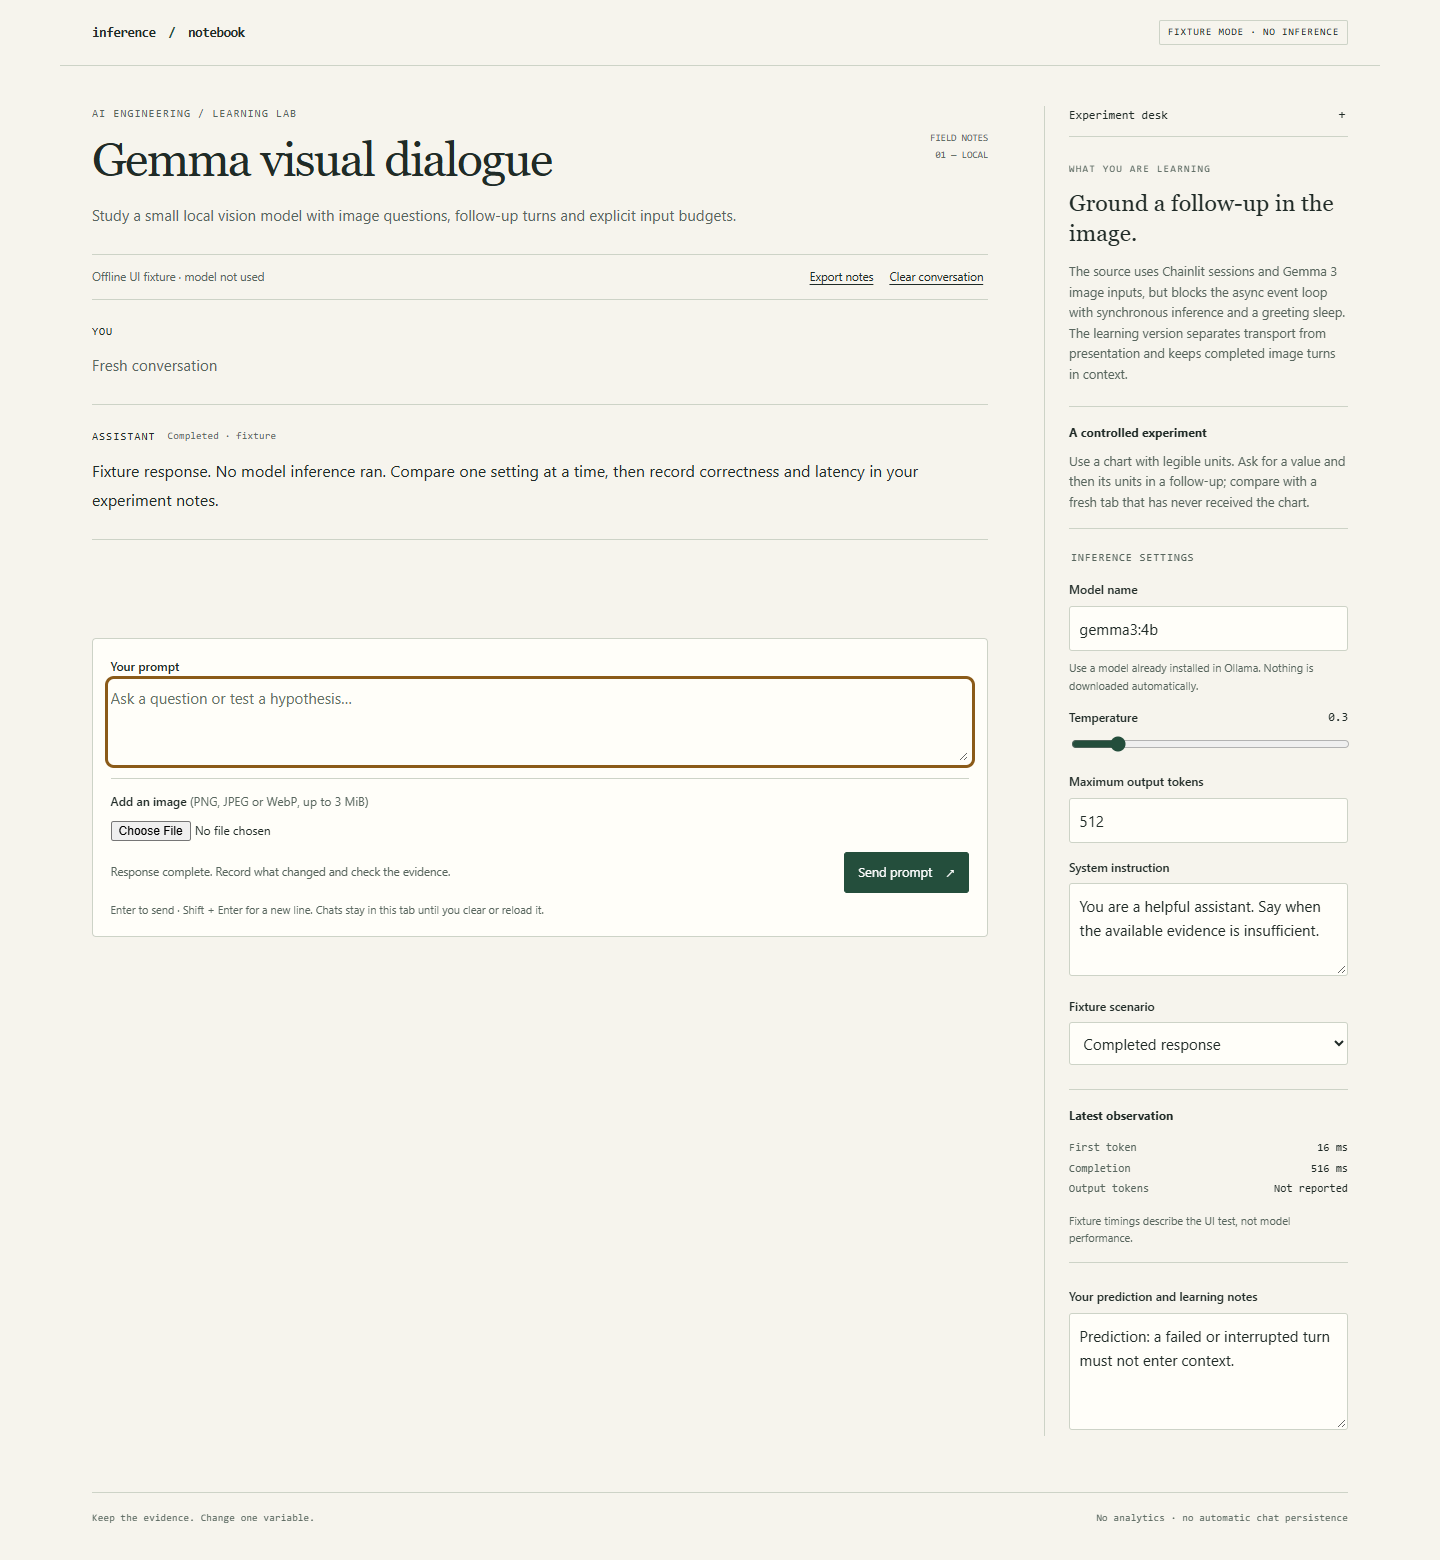 inference / notebook
FIXTURE MODE · NO INFERENCE
AI ENGINEERING / LEARNING LAB
Gemma visual dialogue
FIELD NOTES
01 — LOCAL
Study a small local vision model with image questions, follow-up turns and explicit input budgets.
Offline UI fixture · model not used
Export notes
Clear conversation
YOU
Fresh conversation
ASSISTANT Completed · fixture
Fixture response. No model inference ran. Compare one setting at a time, then record correctness and latency in your
experiment notes.
Your prompt
Ask a question or test a hypothesis...
Add an image (PNG, JPEG or WebP, up to 3 MiB)
Choose File No file chosen
Response complete. Record what changed and check the evidence.
Send prompt ↗
Enter to send · Shift + Enter for a new line. Chats stay in this tab until you clear or reload it.
Experiment desk +
WHAT YOU ARE LEARNING
Ground a follow-up in the
image.
The source uses Chainlit sessions and Gemma 3
image inputs, but blocks the async event loop
with synchronous inference and a greeting sleep.
The learning version separates transport from
presentation and keeps completed image turns
in context.
A controlled experiment
Use a chart with legible units. Ask for a value and
then its units in a follow-up; compare with a
fresh tab that has never received the chart.
INFERENCE SETTINGS
Model name
gemma3:4b
Use a model already installed in Ollama. Nothing is
downloaded automatically.
Temperature 0.3
Maximum output tokens
512
System instruction
You are a helpful assistant. Say when
the available evidence is insufficient.
Fixture scenario
Completed response
Latest observation
First token 16 ms
Completion 516 ms
Output tokens Not reported
Fixture timings describe the UI test, not model
performance.
Your prediction and learning notes
Prediction: a failed or interrupted turn
must not enter context.
Keep the evidence. Change one variable.
No analytics · no automatic chat persistence